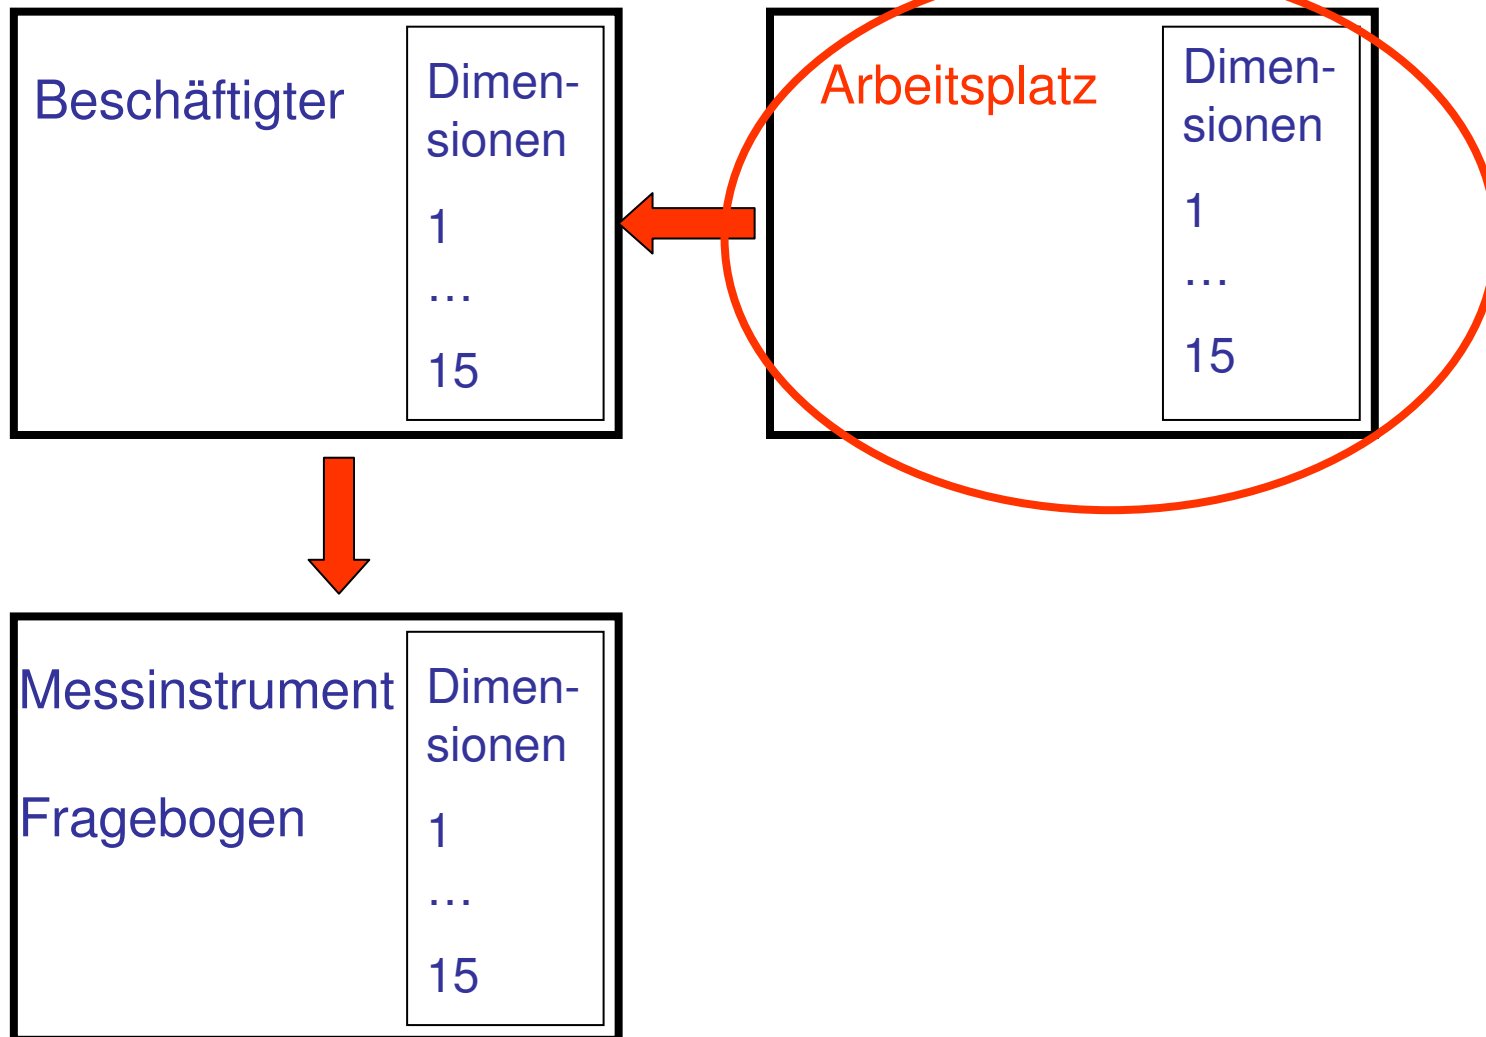 Beschäftigter
Dimen-
sionen
1
…
15
Arbeitsplatz
Dimen-
sionen
1
…
15
Messinstrument
Fragebogen
Dimen-
sionen
1
…
15